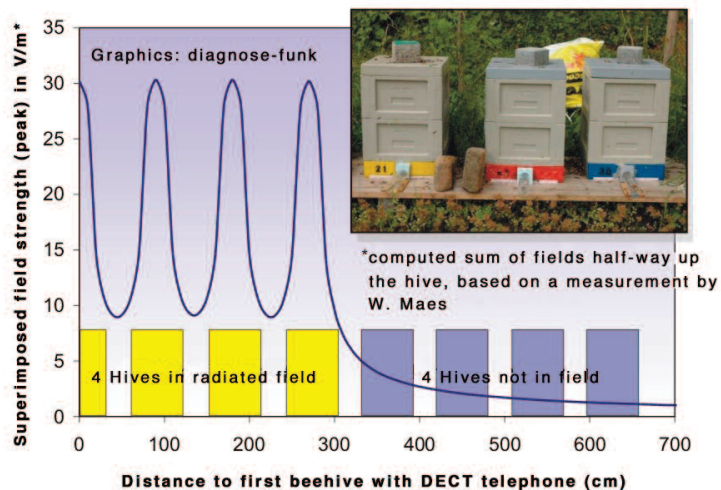 Graphics: diagnose-funk
Superimposed field strength (peak) in V/m*
35
30
25
20
15
10
5
0
21
*computed sum of fields half-way up
the hive, based on a measurement by
W. Maes
4 Hives in radiated field
4 Hives not in field
0 100 200 300 400 500 600 700
Distance to first beehive with DECT telephone (cm)